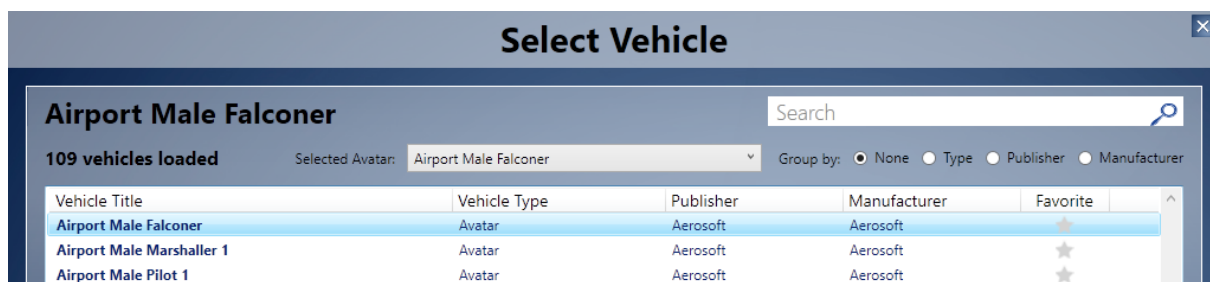 Select Vehicle
Airport Male Falconer
Search
109 vehicles loaded Selected Avatar: Airport Male Falconer Group by: None Type Publisher Manufacturer
Vehicle Title Vehicle Type Publisher Manufacturer Favorite
Airport Male Falconer Avatar Aerosoft Aerosoft
Airport Male Marshaller 1 Avatar Aerosoft Aerosoft
Airport Male Pilot 1 Avatar Aerosoft Aerosoft